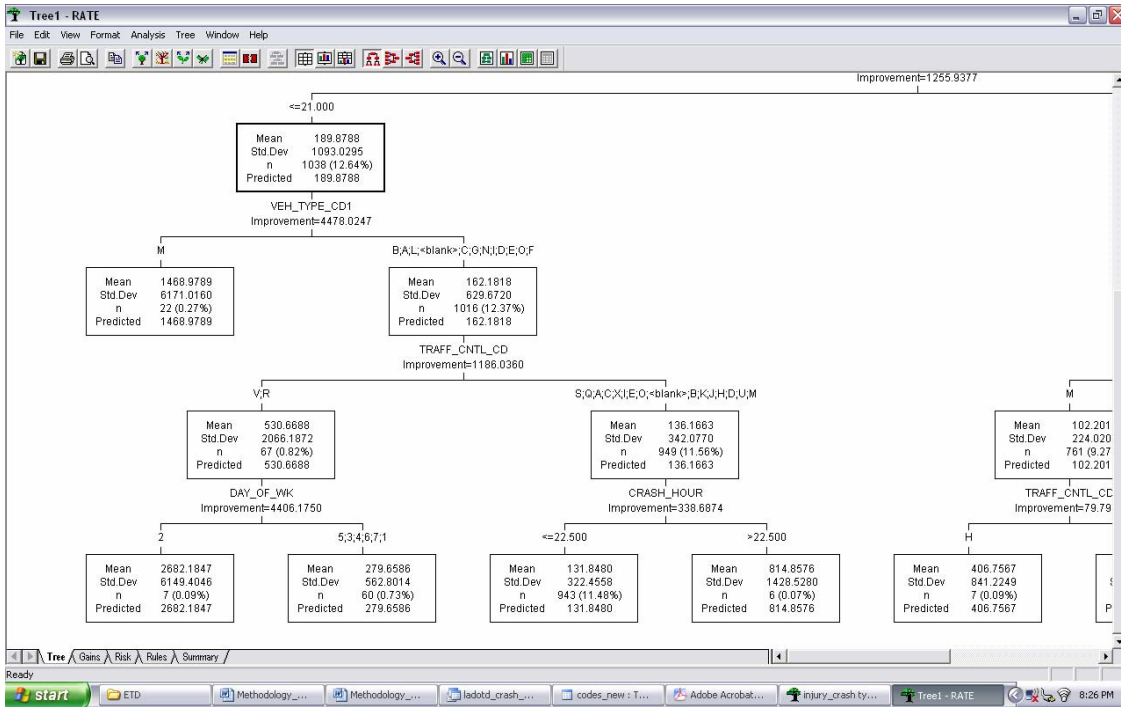 Tree1 - RATE
File Edit View Format Analysis Tree Window Help
Improvement=1255.9377
<=21.000
Mean 189.8788
Std.Dev 1093.0295
n 1038 (12.64%)
Predicted 189.8788
VEH_TYPE_CD1
Improvement=4478.0247
M B;A;L;<blank>;C;G;N;I;D;E;O;F
Mean 1468.9789 Mean 162.1818
Std.Dev 6171.0160 Std.Dev 629.6720
n 22 (0.27%) n 1016 (12.37%)
Predicted 1468.9789 Predicted 162.1818
TRAFF_CNTL_CD
Improvement=1186.0360
V;R S;Q;A;C;X;I;E;O;<blank>;B;K;J;H;D;U;M M
Mean 530.6688 Mean 136.1663 Mean 102.201
Std.Dev 2066.1872 Std.Dev 342.0770 Std.Dev 224.020
n 67 (0.82%) n 949 (11.56%) n 761 (9.27
Predicted 530.6688 Predicted 136.1663 Predicted 102.201
DAY_OF_WK CRASH_HOUR TRAFF_CNTL_CD
Improvement=4406.1750 Improvement=338.6874 Improvement=79.79
2 5;3;4;6;7;1 <=22.500 >22.500 H
Mean 2682.1847 Mean 279.6586 Mean 131.8480 Mean 814.8576 Mean 406.7567
Std.Dev 6149.4046 Std.Dev 562.8014 Std.Dev 322.4558 Std.Dev 1428.5280 Std.Dev 841.2249
n 7 (0.09%) n 60 (0.73%) n 943 (11.48%) n 6 (0.07%) n 7 (0.09%)
Predicted 2682.1847 Predicted 279.6586 Predicted 131.8480 Predicted 814.8576 Predicted 406.7567
Tree Gains Risk Rules Summary
Ready
start ETD Methodology_... Methodology_... ladotd_crash_... codes_new : T... Adobe Acrobat... injury_crash ty... Tree1 - RATE 8:26 PM